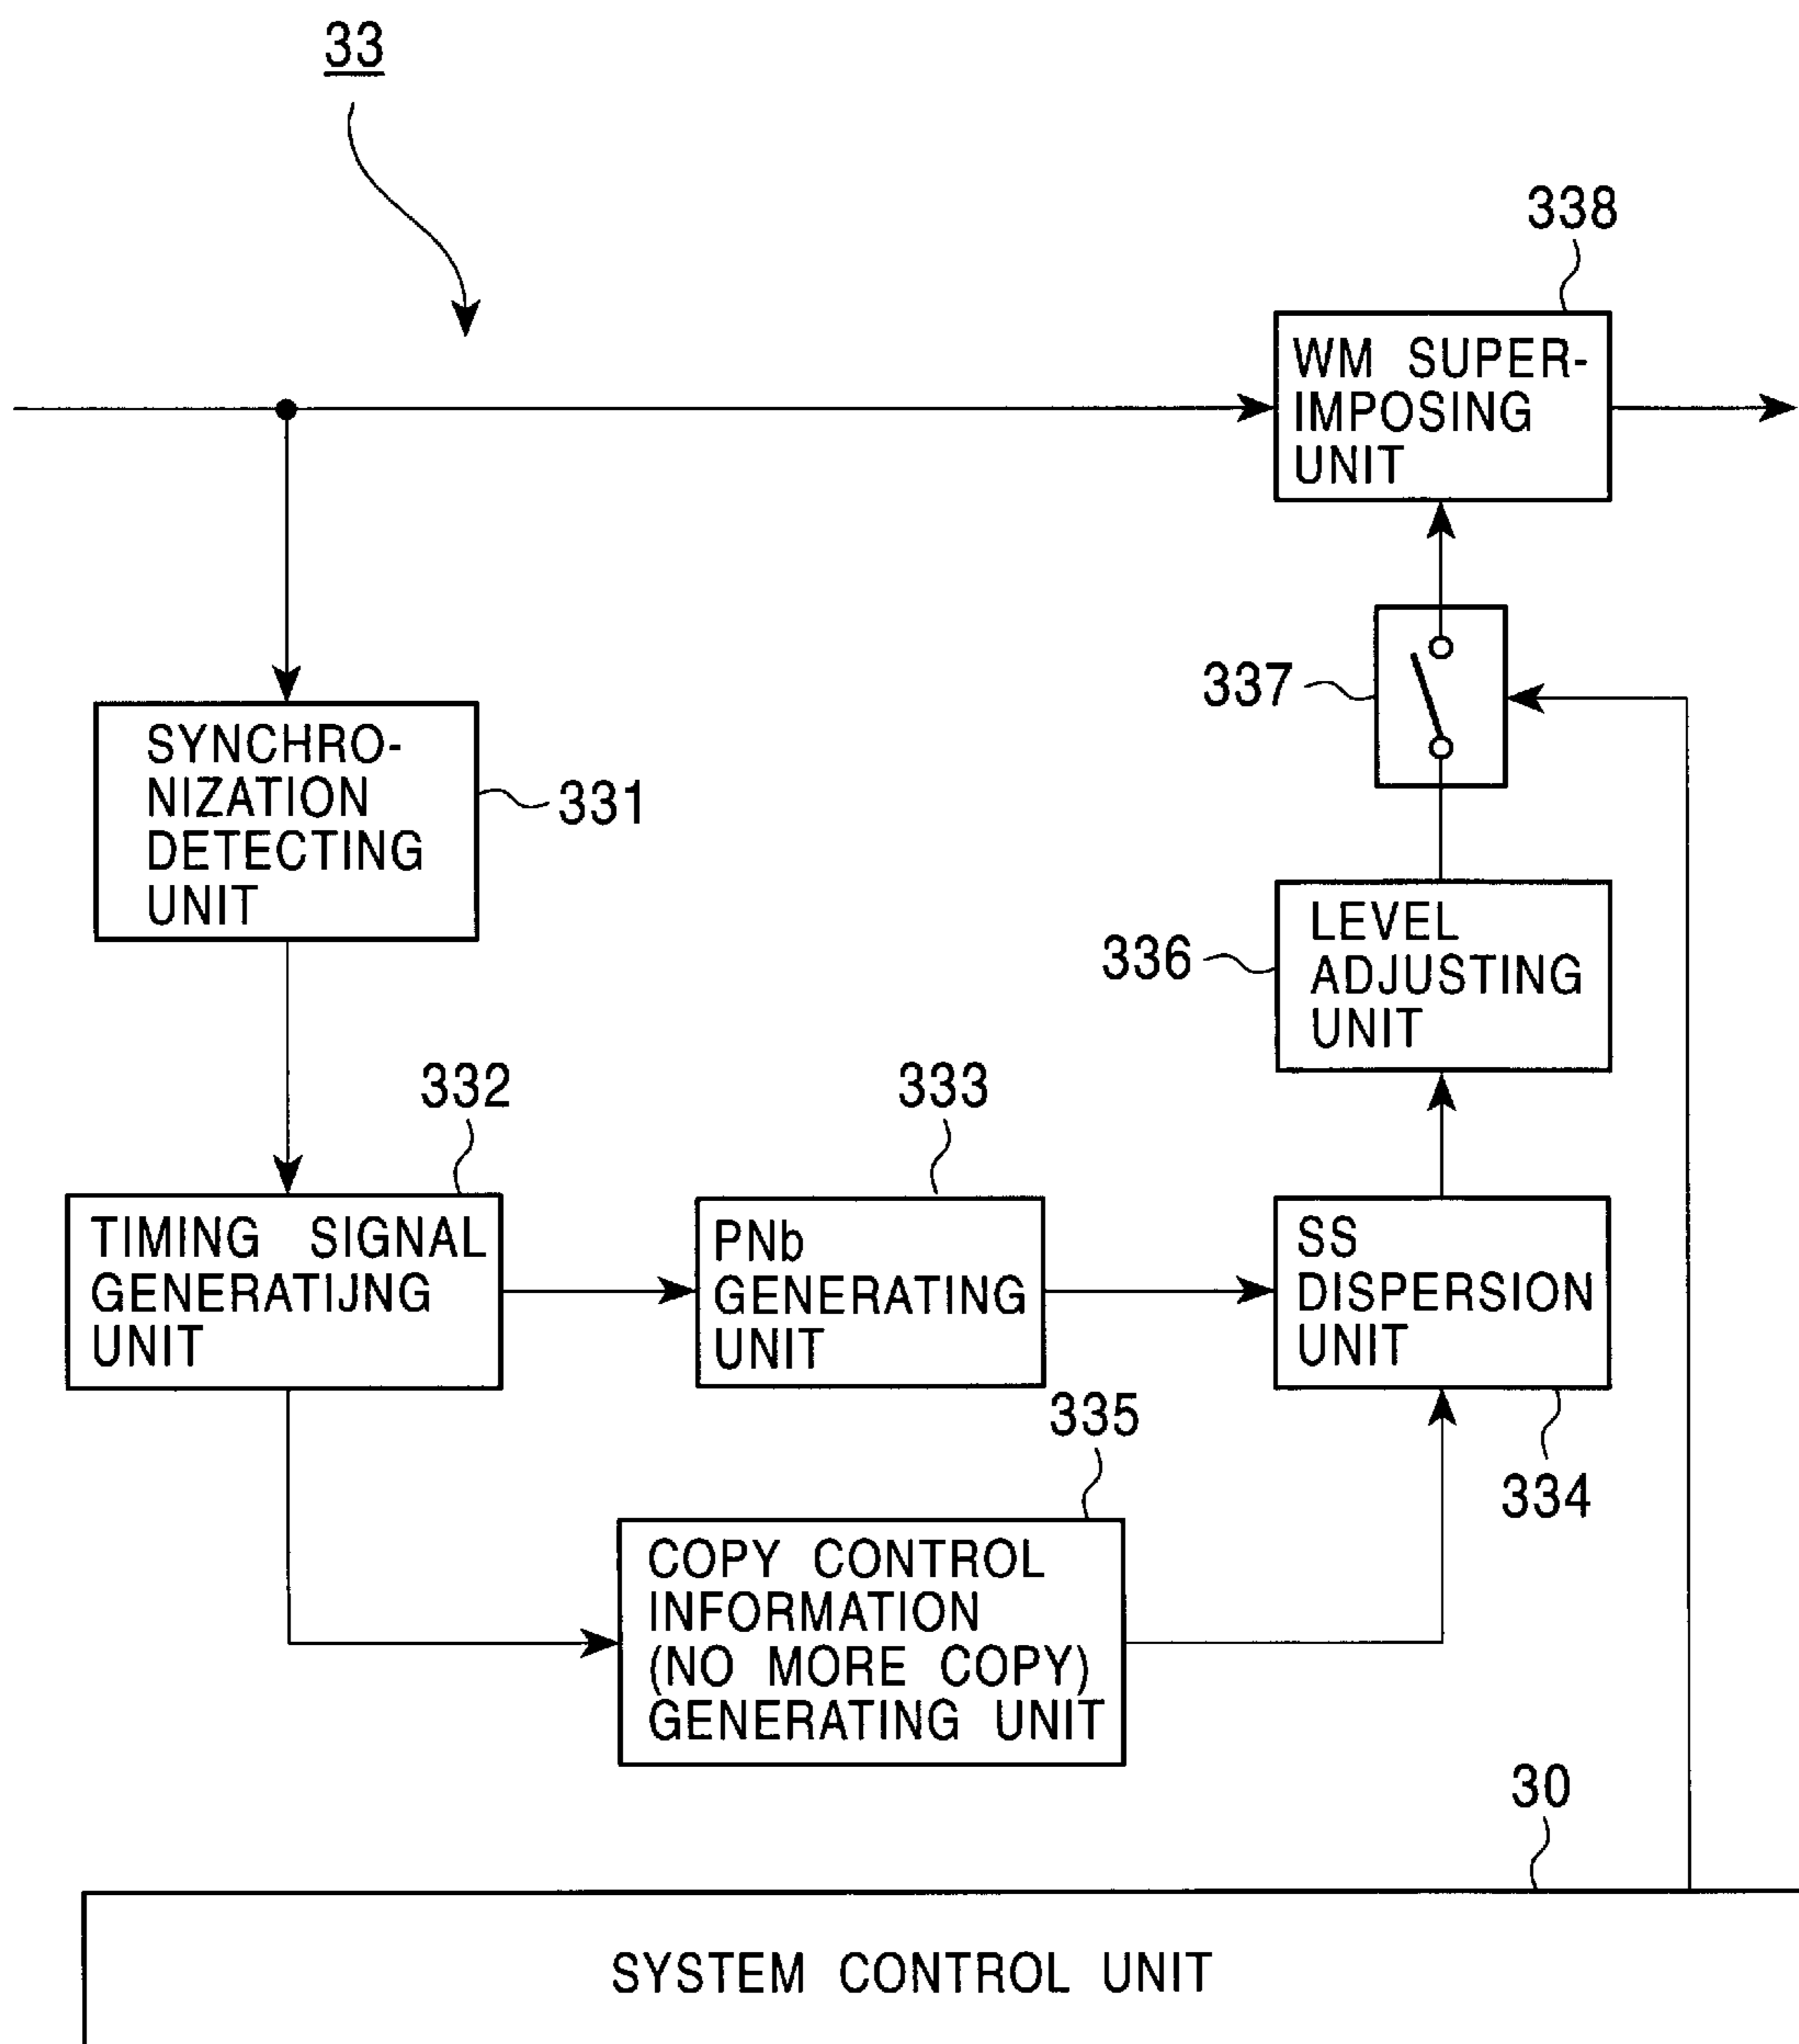 33
338
WM SUPER-
IMPOSING
UNIT
337
SYNCHRO-
NIZATION
DETECTING
UNIT
331
LEVEL
ADJUSTING
UNIT
336
332
333
TIMING SIGNAL
GENERATIJNG
UNIT
PNb
GENERATING
UNIT
SS
DISPERSION
UNIT
335
334
COPY CONTROL
INFORMATION
(NO MORE COPY)
GENERATING UNIT
30
SYSTEM CONTROL UNIT